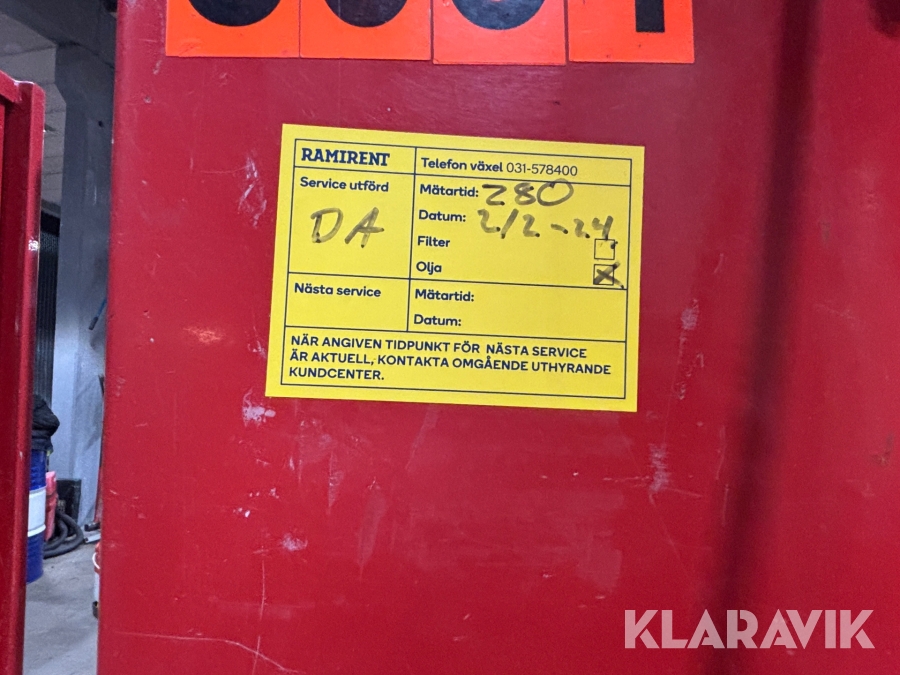 RAMIRENT
Telefon växel 031-578400
Service utförd
DA
Mätartid: 280
Datum: 2/2-24
Filter
Olja
Nästa service
Mätartid:
Datum:
NÄR ANGIVEN TIDPUNKT FÖR NÄSTA SERVICE
ÄR AKTUELL, KONTAKTA OMGÅENDE UTHYRANDE
KUNDCENTER.
KLARAVIK